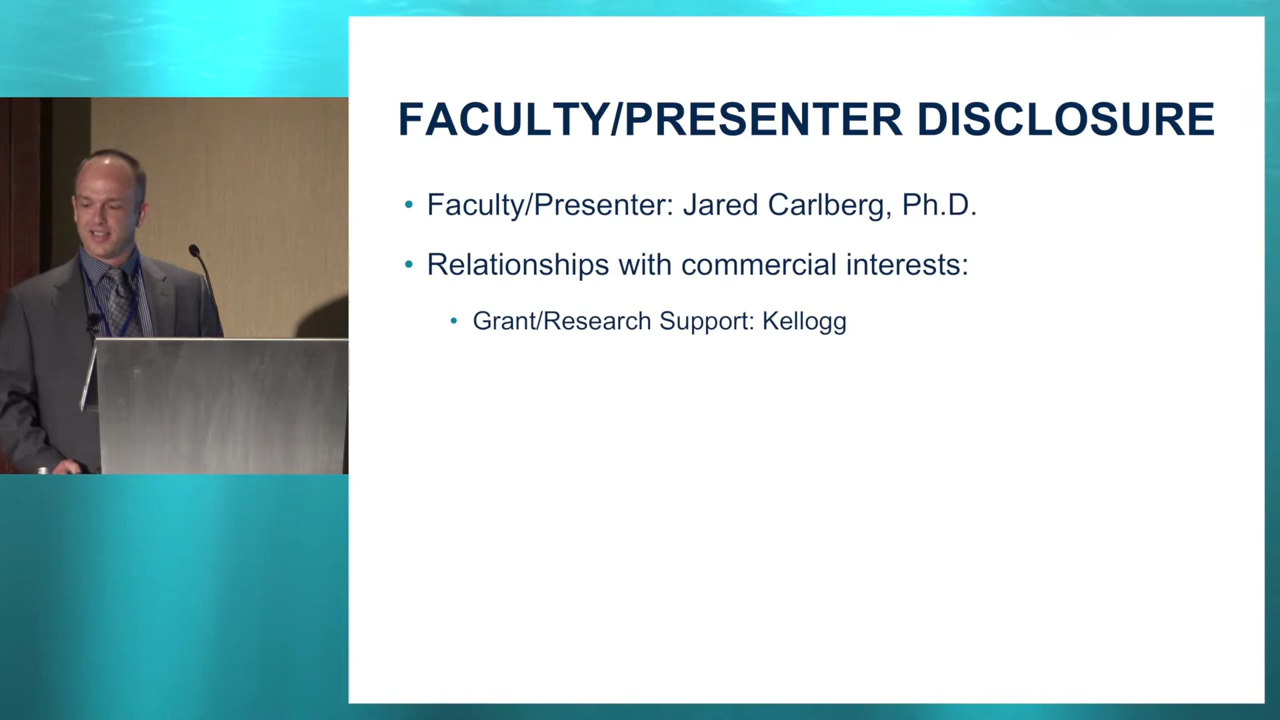 FACULTY/PRESENTER DISCLOSURE
• Faculty/Presenter: Jared Carlberg, Ph.D.
• Relationships with commercial interests:
• Grant/Research Support: Kellogg